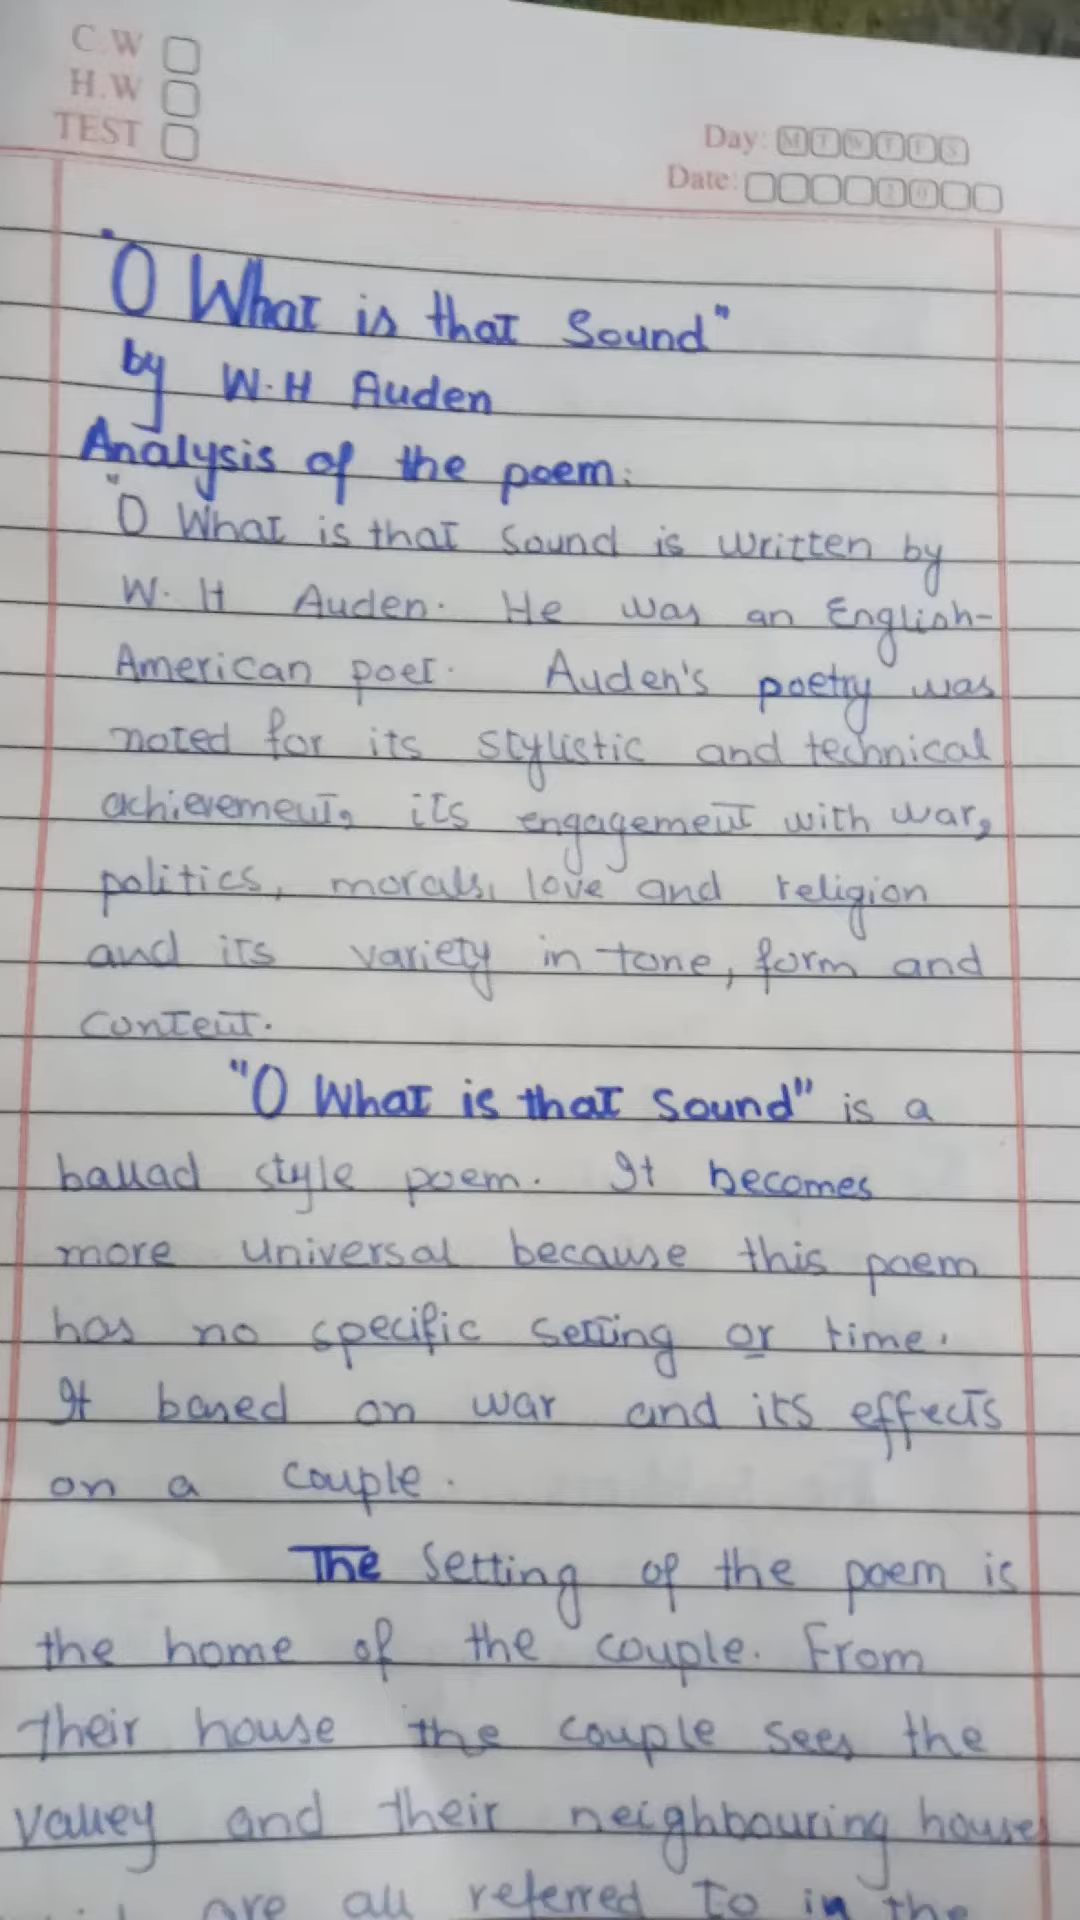 C.W
H.W
TEST
Day: M T W T F S
Date:
"O What is that Sound"
by W.H Auden
Analysis of the poem:
"O What is that Sound is written by
W. H Auden. He was an English-
American poet. Auden's poetry was
noted for its stylistic and technical
achievement, its engagement with war,
politics, morals, love and religion
and its variety in tone, form and
content.
"O What is that Sound" is a
ballad style poem. It becomes
more universal because this poem
has no specific setting or time.
It based on war and its effects
on a couple.
The Setting of the poem is
the home of the couple. From
their house the couple sees the
valley and their neighbouring houses
are all referred to in the